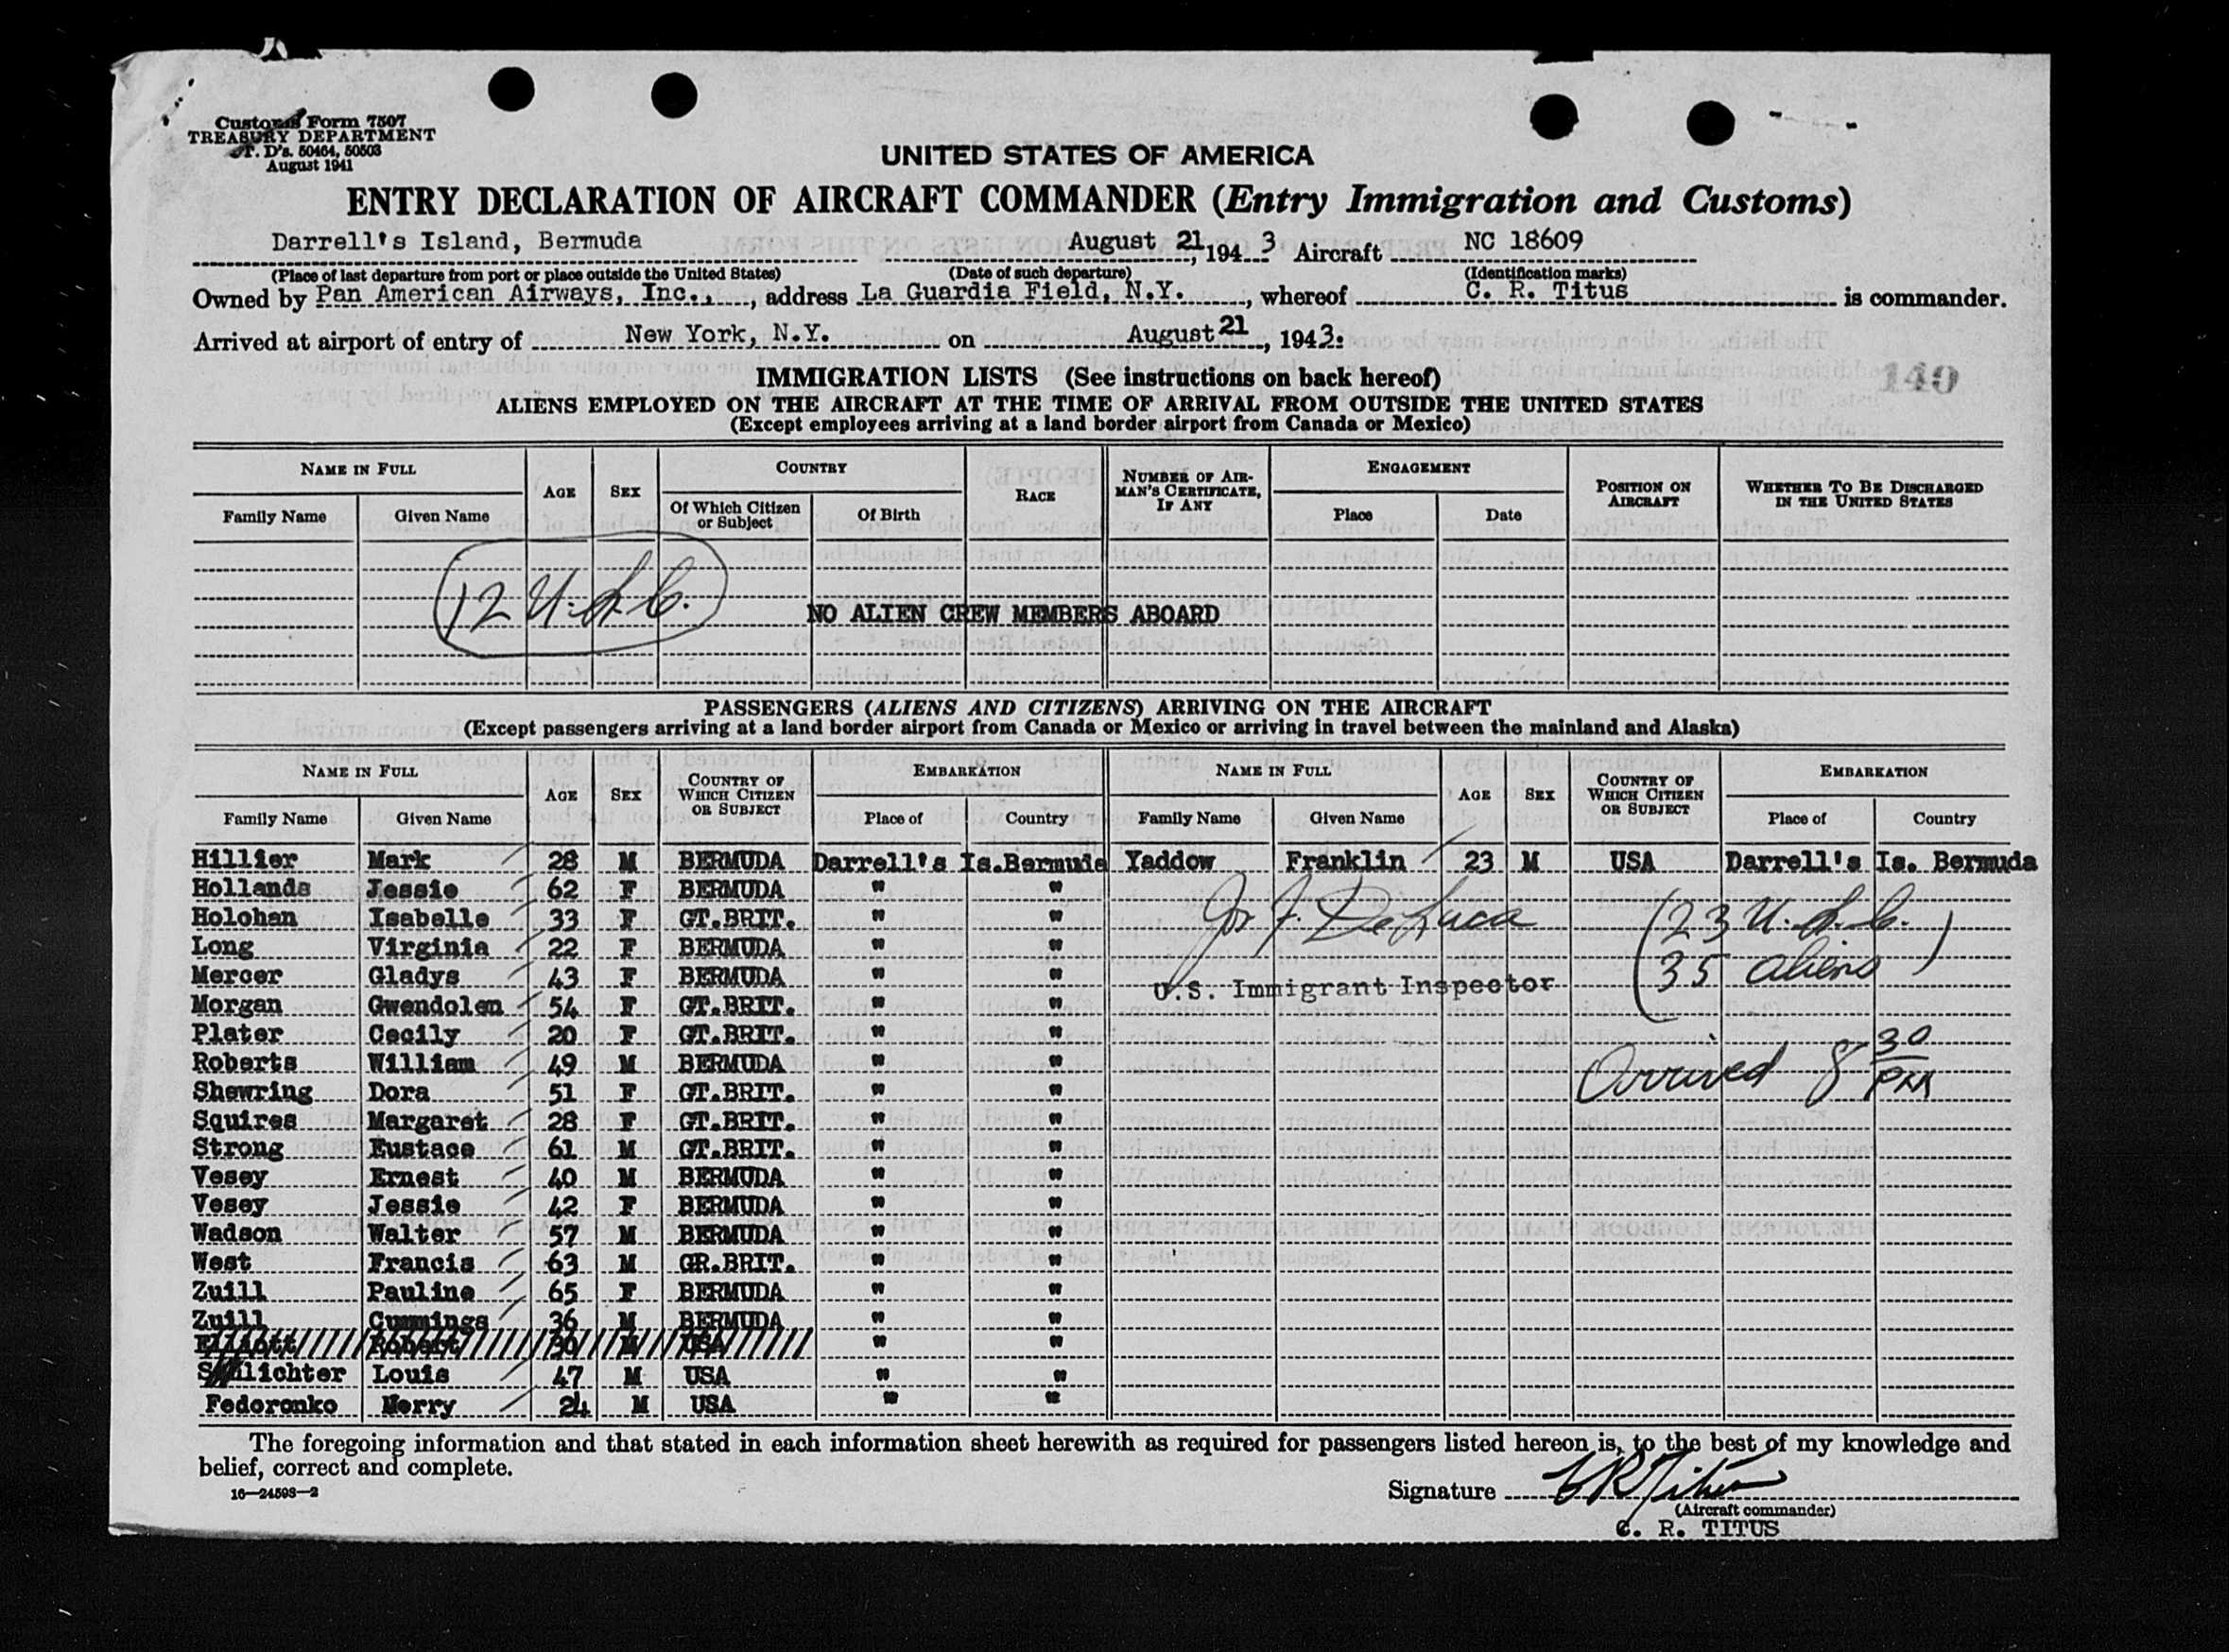 Customs Form 7507
TREASURY DEPARTMENT
T. D's. 50464, 50503
August 1941
UNITED STATES OF AMERICA
ENTRY DECLARATION OF AIRCRAFT COMMANDER (Entry Immigration and Customs)
Darrell's Island, Bermuda August 21, 1943 Aircraft NC 18609
(Place of last departure from port or place outside the United States) (Date of such departure) (Identification marks)
Owned by Pan American Airways, Inc., address La Guardia Field, N.Y., whereof C. R. Titus is commander.
Arrived at airport of entry of New York, N.Y. on August 21, 1943.
140
IMMIGRATION LISTS (See instructions on back hereof)
ALIENS EMPLOYED ON THE AIRCRAFT AT THE TIME OF ARRIVAL FROM OUTSIDE THE UNITED STATES
(Except employees arriving at a land border airport from Canada or Mexico)
NAME IN FULL AGE SEX COUNTRY RACE NUMBER OF AIRMAN'S CERTIFICATE, IF ANY ENGAGEMENT POSITION ON AIRCRAFT WHETHER TO BE DISCHARGED IN THE UNITED STATES
Family Name Given Name Of Which Citizen or Subject Of Birth Place Date
12 U.S.C.
NO ALIEN CREW MEMBERS ABOARD
PASSENGERS (ALIENS AND CITIZENS) ARRIVING ON THE AIRCRAFT
(Except passengers arriving at a land border airport from Canada or Mexico or arriving in travel between the mainland and Alaska)
NAME IN FULL AGE SEX COUNTRY OF WHICH CITIZEN OR SUBJECT EMBARKATION NAME IN FULL AGE SEX COUNTRY OF WHICH CITIZEN OR SUBJECT EMBARKATION
Family Name Given Name Place of Country Family Name Given Name Place of Country
Hillier Mark 28 M BERMUDA Darrell's Is. Bermuda Yaddow Franklin 23 M USA Darrell's Is. Bermuda
Hollands Jessie 62 F BERMUDA " "
Holohan Isabelle 33 F GT.BRIT. " " Jos J. DeLuca 23 U.S.C.
Long Virginia 22 F BERMUDA " "
Mercer Gladys 43 F BERMUDA " " 35 aliens
U.S. Immigrant Inspector
Morgan Gwendolen 54 F GT.BRIT. " "
Plater Cecily 20 F GT.BRIT. " "
Roberts William 49 M BERMUDA " " Arrived 8 30 PM
Shewring Dora 51 F GT.BRIT. " "
Squires Margaret 28 F GT.BRIT. " "
Strong Eustace 61 M GT.BRIT. " "
Vesey Ernest 40 M BERMUDA " "
Vesey Jessie 42 F BERMUDA " "
Wadson Walter 57 M BERMUDA " "
West Francis 63 M GR.BRIT. " "
Zuill Pauline 65 F BERMUDA " "
Zuill Cummings 36 M BERMUDA " "
Elliott Robert 30 M USA " "
Slichter Louis 47 M USA " "
Fedoronko Nerry 24 M USA " "
The foregoing information and that stated in each information sheet herewith as required for passengers listed hereon is, to the best of my knowledge and
belief, correct and complete.
16—24598—2
Signature C R Titus
(Aircraft commander)
C. R. TITUS